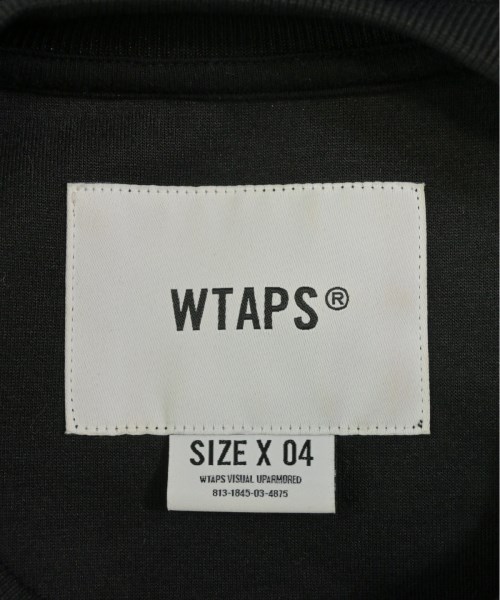 WTAPS®
SIZE X 04
WTAPS VISUAL UPARMORED
813-1845-03-4875